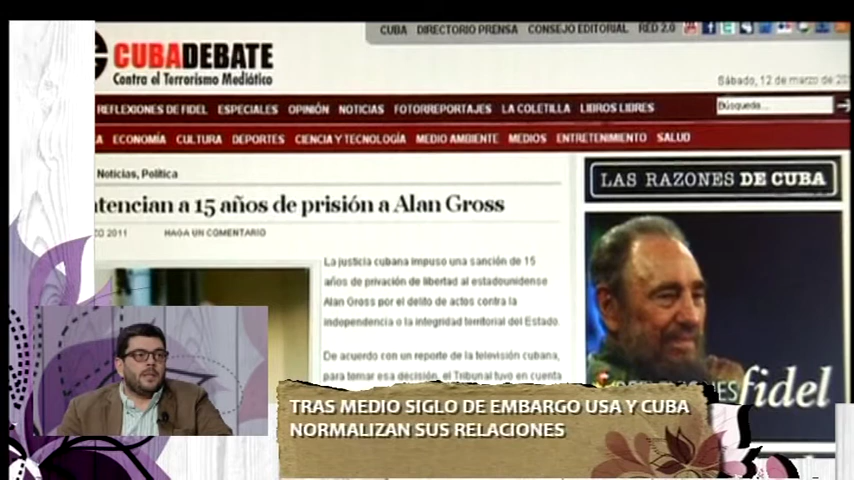 CUBA DIRECTORIO PRENSA CONSEJO EDITORIAL RED 2.0
CUBADEBATE
Contra el Terrorismo Mediático
Sábado, 12 de marzo de
REFLEXIONES DE FIDEL ESPECIALES OPINIÓN NOTICIAS FOTORREPORTAJES LA COLETILLA LIBROS LIBRES
Búsqueda...
A ECONOMÍA CULTURA DEPORTES CIENCIA Y TECNOLOGÍA MEDIO AMBIENTE MEDIOS ENTRETENIMIENTO SALUD
Noticias, Política
LAS RAZONES DE CUBA
tencian a 15 años de prisión a Alan Gross
O 2011 HAGA UN COMENTARIO
La justicia cubana impuso una sanción de 15
años de privación de libertad al estadounidense
Alan Gross por el delito de actos contra la
independencia o la integridad territorial del Estado.
De acuerdo con un reporte de la televisión cubana,
para tomar esa decisión, el Tribunal tuvo en cuenta
fidel
TRAS MEDIO SIGLO DE EMBARGO USA Y CUBA
NORMALIZAN SUS RELACIONES